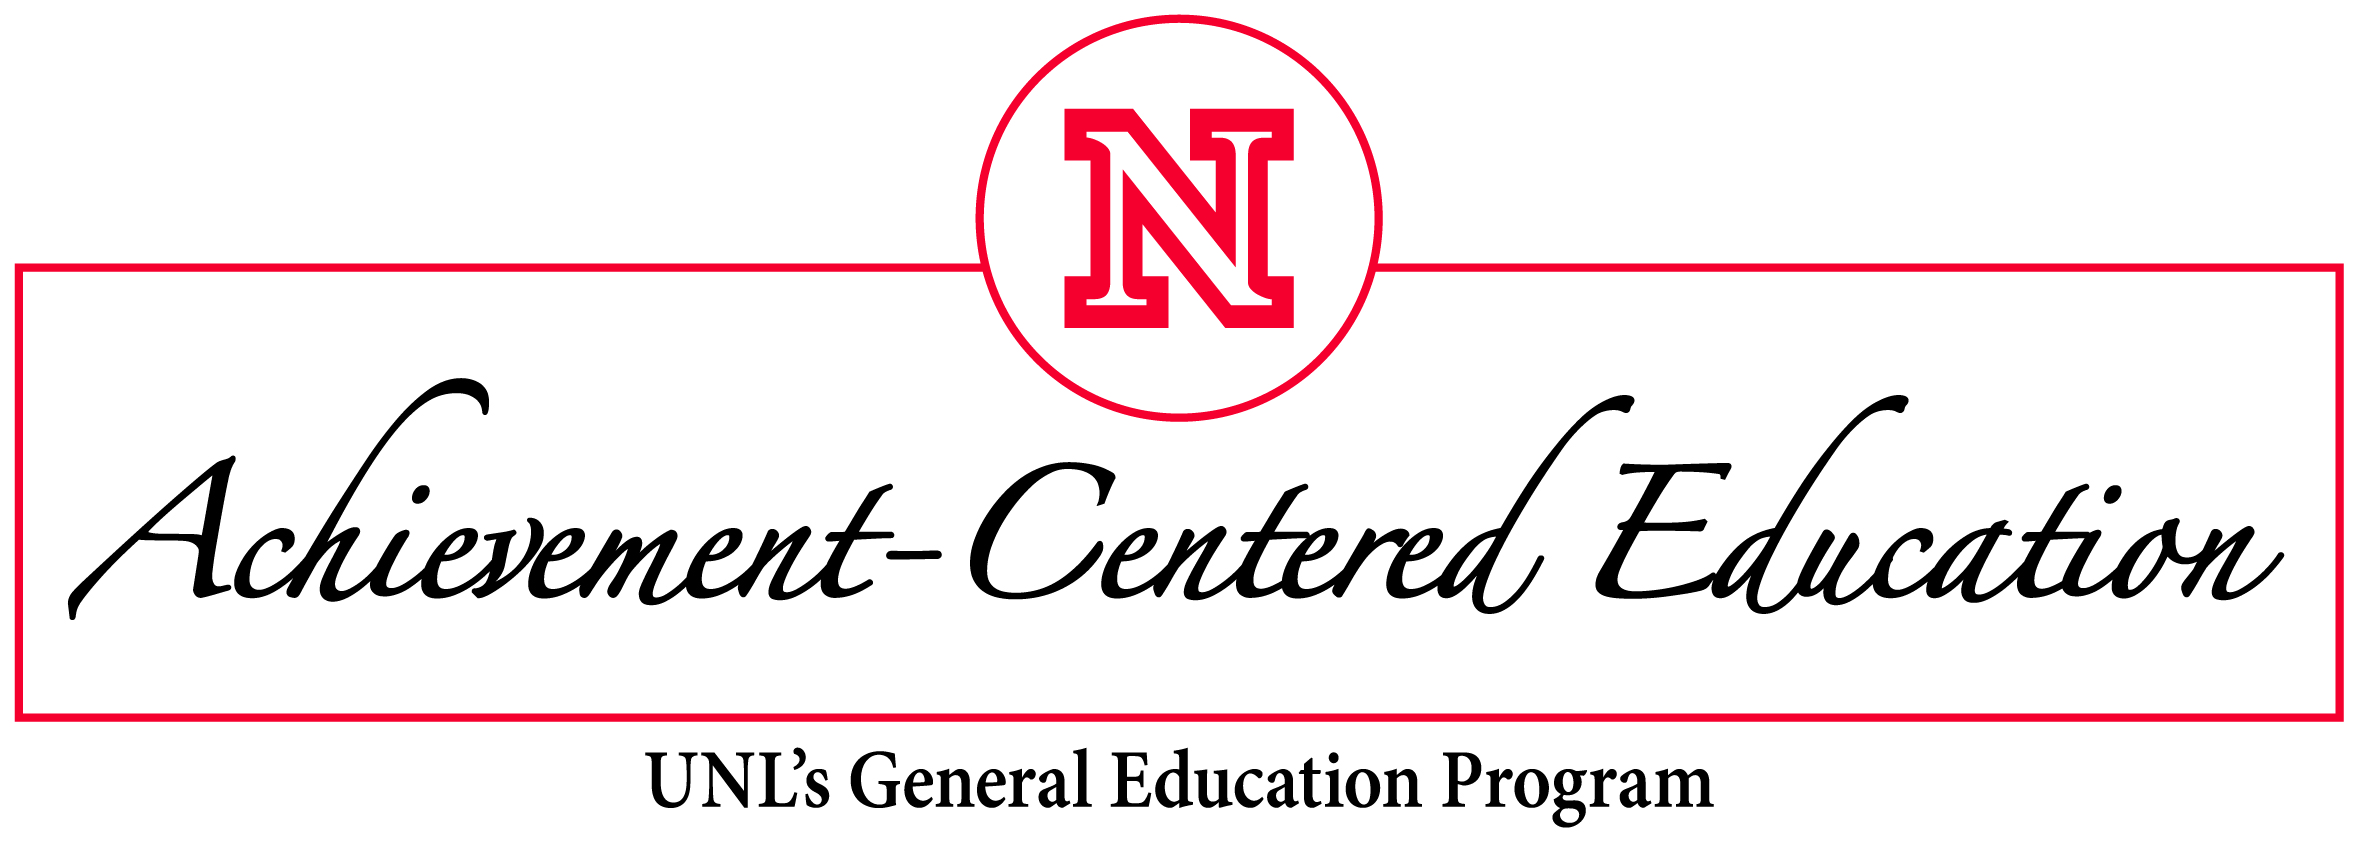 N
Achievement-Centered Education
UNL’s General Education Program